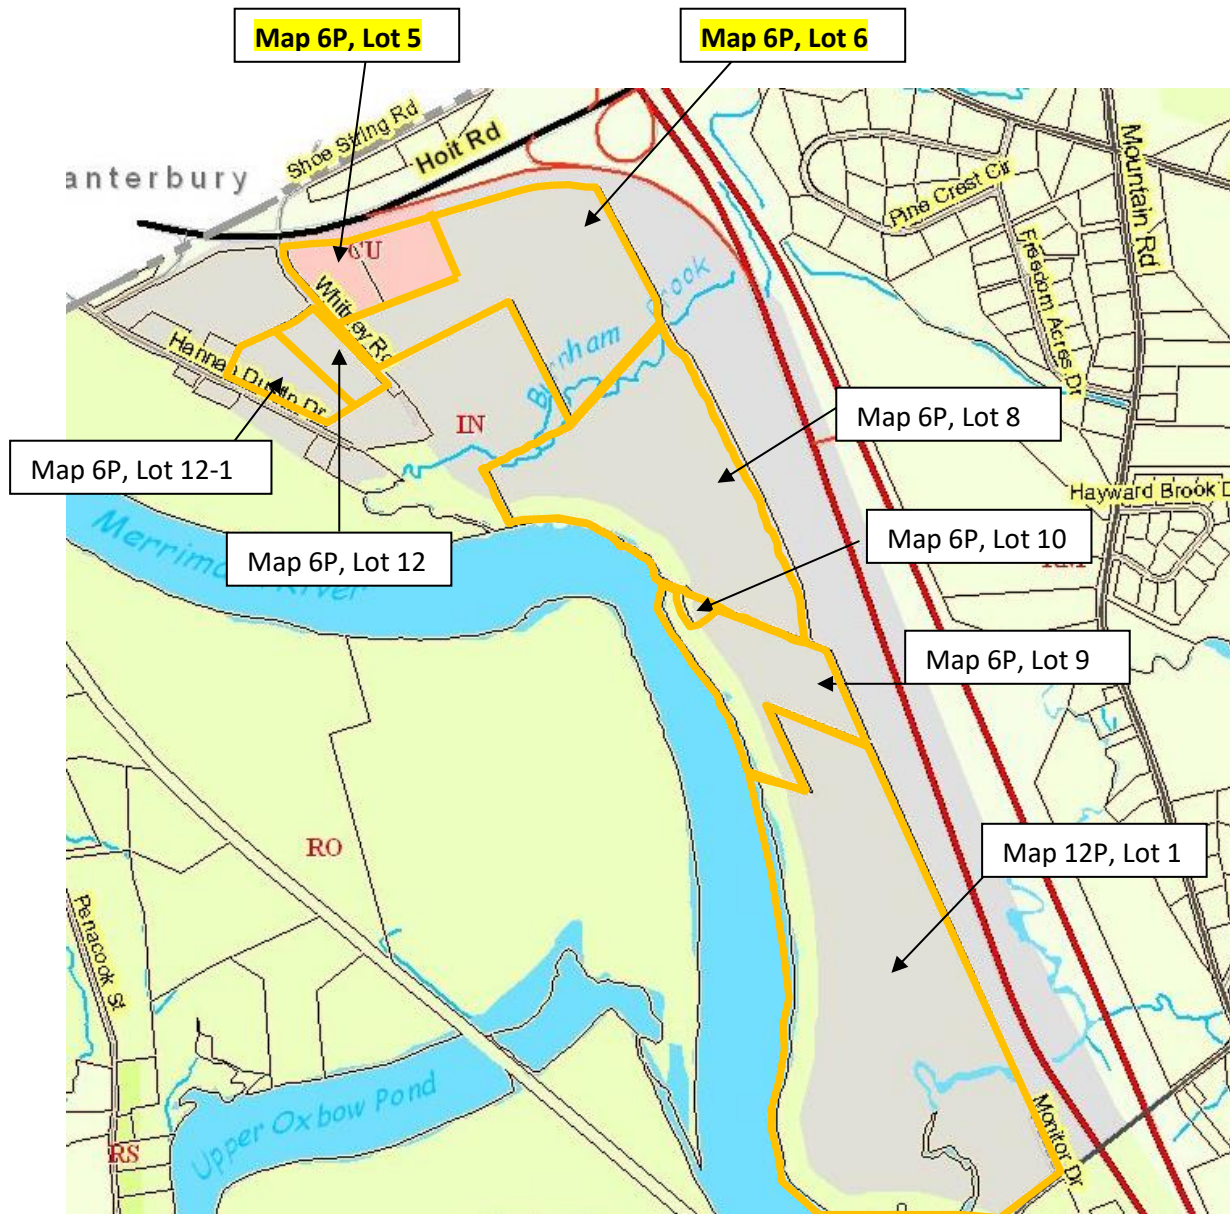 Map 6P, Lot 5
Map 6P, Lot 6
Shoe String Rd
Hoit Rd
anterbury
Mountain Rd
Pine Crest Cir
Freedom Acres Dr
CU
Whitney Rd
Burnham Brook
Hannah Dustin Dr
IN
Map 6P, Lot 8
Map 6P, Lot 12-1
Hayward Brook D
Merrimack River
Map 6P, Lot 12
Map 6P, Lot 10
RM
Map 6P, Lot 9
RO
Map 12P, Lot 1
Penacook St
Upper Oxbow Pond
Monitor Dr
RS